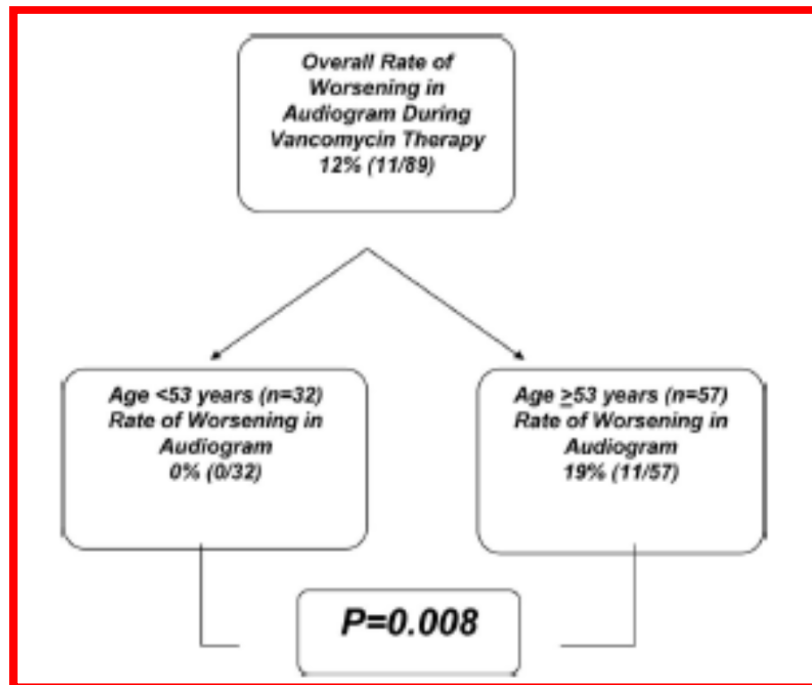 Overall Rate of
Worsening in
Audiogram During
Vancomycin Therapy
12% (11/89)
Age <53 years (n=32)
Rate of Worsening in
Audiogram
0% (0/32)
Age ≥53 years (n=57)
Rate of Worsening in
Audiogram
19% (11/57)
P=0.008